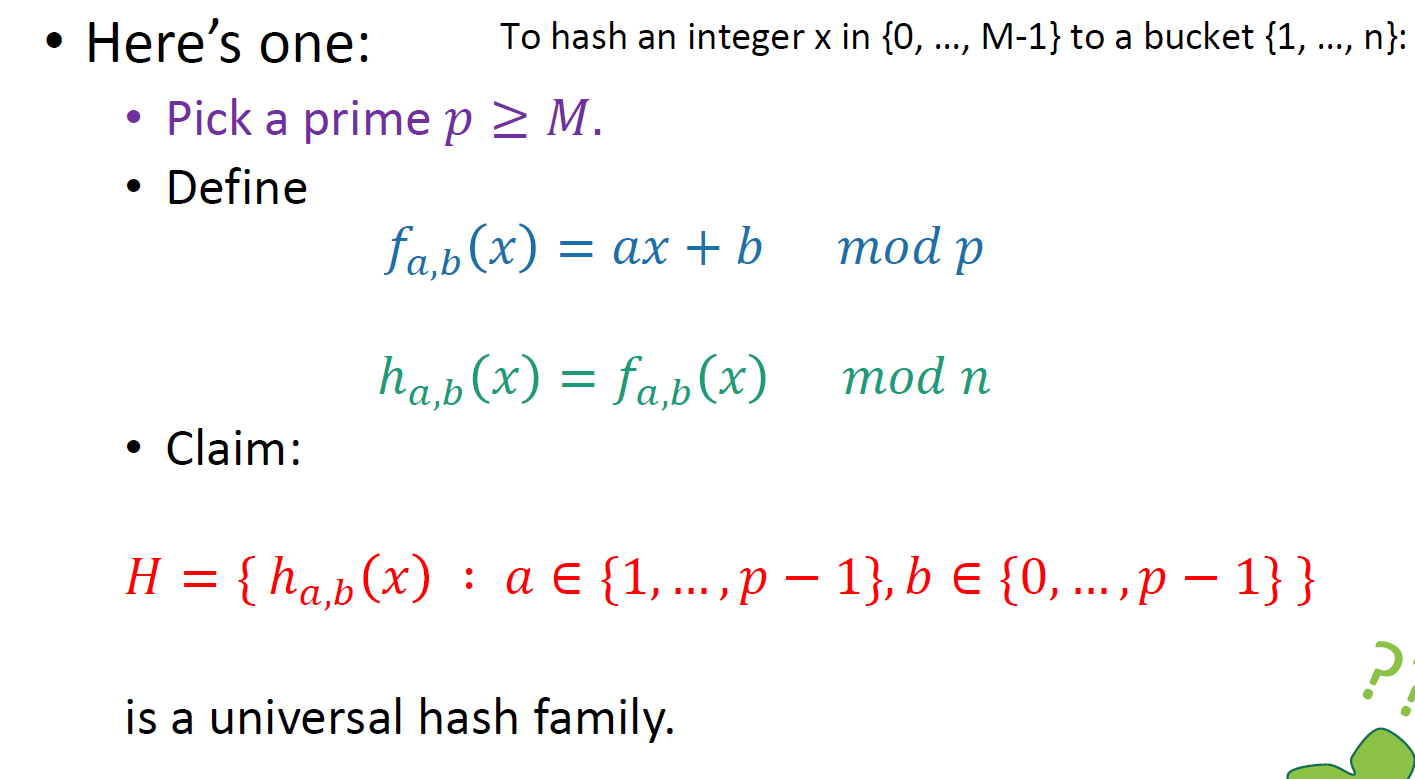 • Here's one: To hash an integer x in {0, …, M-1} to a bucket {1, …, n}:
• Pick a prime p ≥ M.
• Define
f_{a,b}(x) = ax + b mod p
h_{a,b}(x) = f_{a,b}(x) mod n
• Claim:
H = { h_{a,b}(x) : a ∈ {1, … , p − 1}, b ∈ {0, … , p − 1} }
is a universal hash family.
?